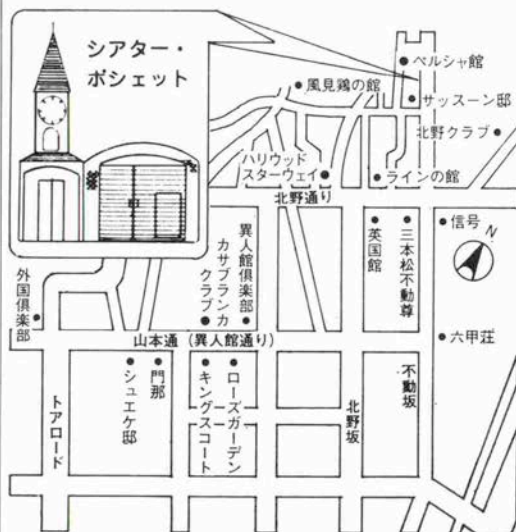 シアター・
ポシェット
ペルシャ館
風見鶏の館
サッスーン邸
北野クラブ
ハリウッド
スターウェイ
ラインの館
北野通り
異人館倶楽部
カサブランカ
クラブ
英国館
三本松不動尊
信号
N
外国倶楽部
山本通(異人館通り)
六甲荘
トアロード
シュエケ邸
門那
キングスコート
ローズガーデン
北野坂
不動坂